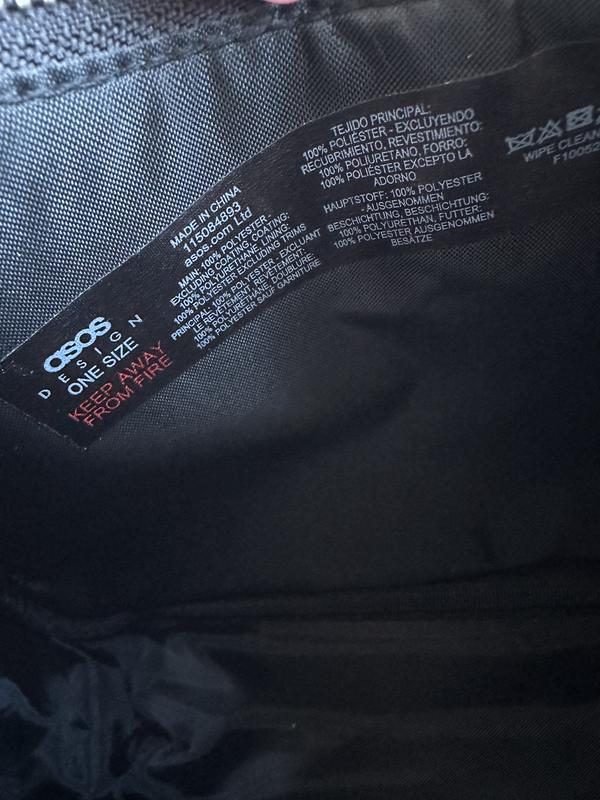 asos
DESIGN
ONE SIZE
KEEP AWAY
FROM FIRE
MADE IN CHINA
115084893
asos.com Ltd
MAIN: 100% POLYESTER -
EXCLUDING COATING, COATING:
100% POLYURETHANE, LINING:
100% POLYESTER EXCLUDING TRIMS
PRINCIPAL: 100% POLYESTER - EXCLUANT
LE REVÊTEMENT, REVÊTEMENT:
100% POLYURÉTHANE, DOUBLURE:
100% POLYESTER SAUF GARNITURE
TEJIDO PRINCIPAL:
100% POLIÉSTER - EXCLUYENDO
RECUBRIMIENTO, REVESTIMIENTO:
100% POLIURETANO, FORRO:
100% POLIÉSTER EXCEPTO LA
ADORNO
HAUPTSTOFF: 100% POLYESTER
- AUSGENOMMEN
BESCHICHTUNG, BESCHICHTUNG:
100% POLYURETHAN, FUTTER:
100% POLYESTER AUSGENOMMEN
BESÄTZE
WIPE CLEAN
F10052